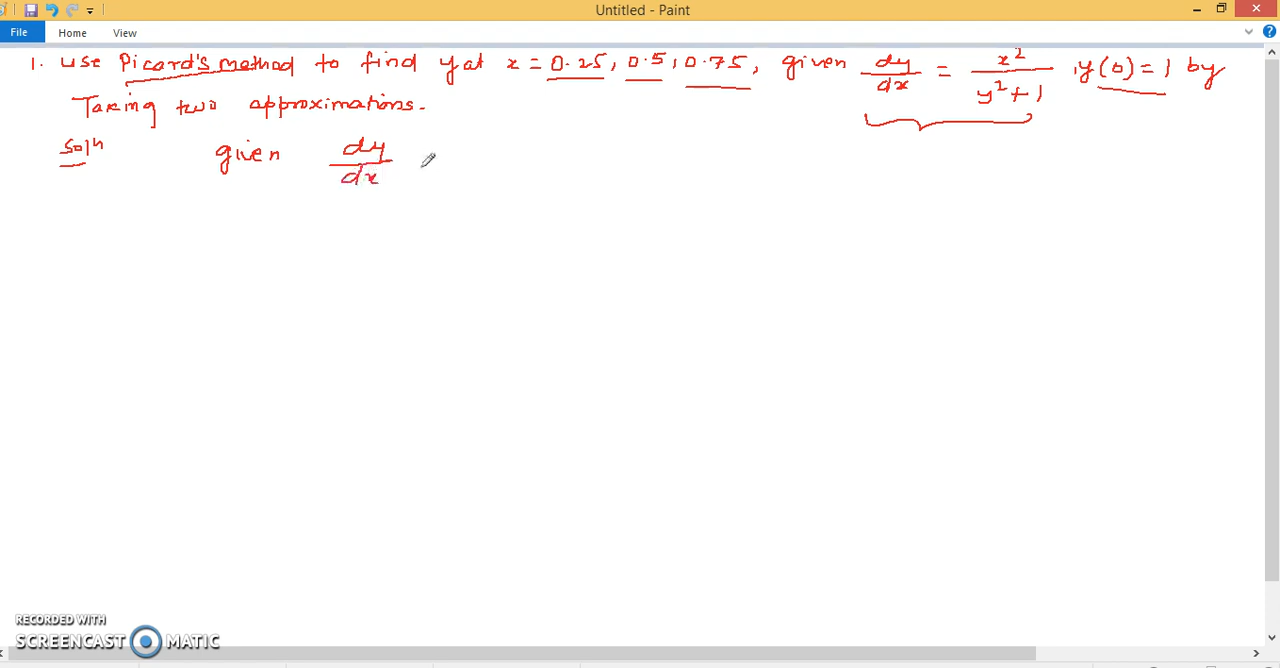 Untitled - Paint
File Home View
1. use Picard's method to find y at x = 0.25, 0.5, 0.75, given dy/dx = x²/(y²+1), y(0)=1 by
Taking two approximations.
Soln given dy/dx
RECORDED WITH
SCREENCAST MATIC